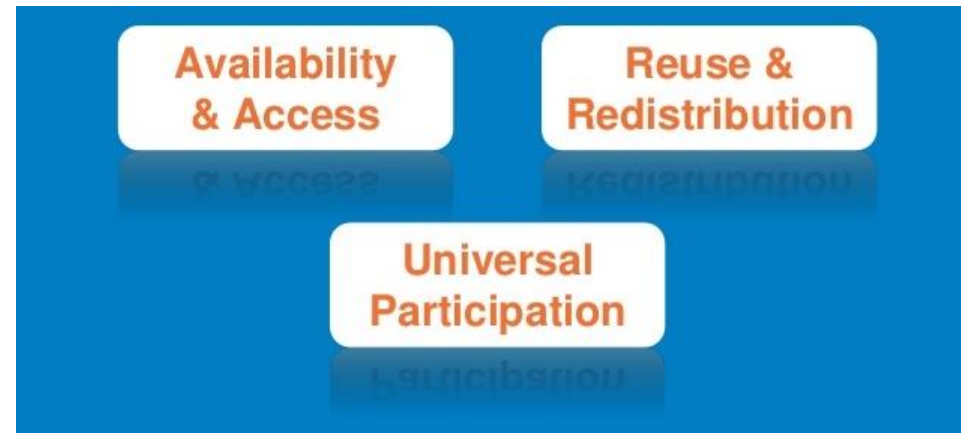 Availability
& Access
Reuse &
Redistribution
Universal
Participation